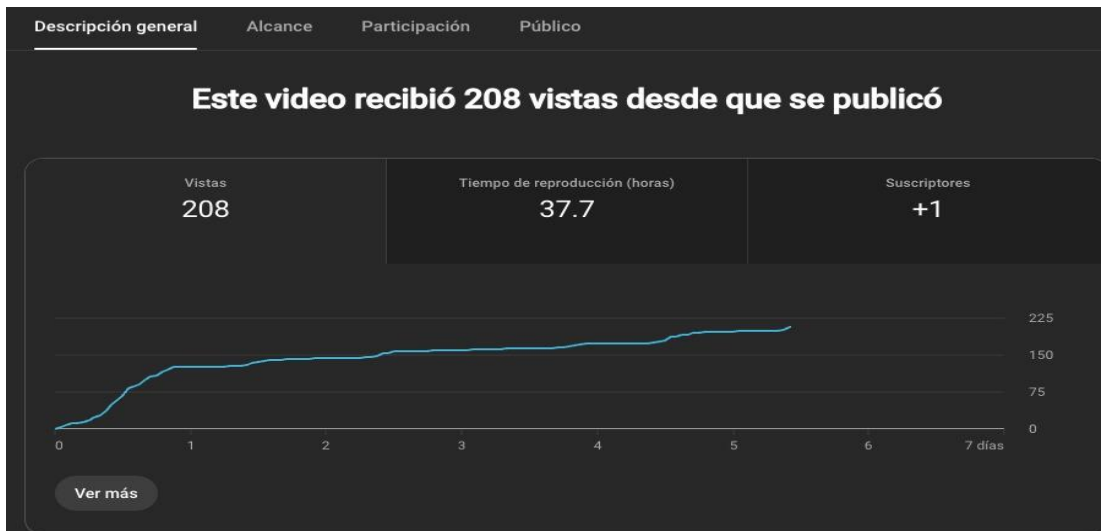 Descripción general Alcance Participación Público
Este video recibió 208 vistas desde que se publicó
Vistas Tiempo de reproducción (horas) Suscriptores
208 37.7 +1
225
150
75
0
0 1 2 3 4 5 6 7 días
Ver más